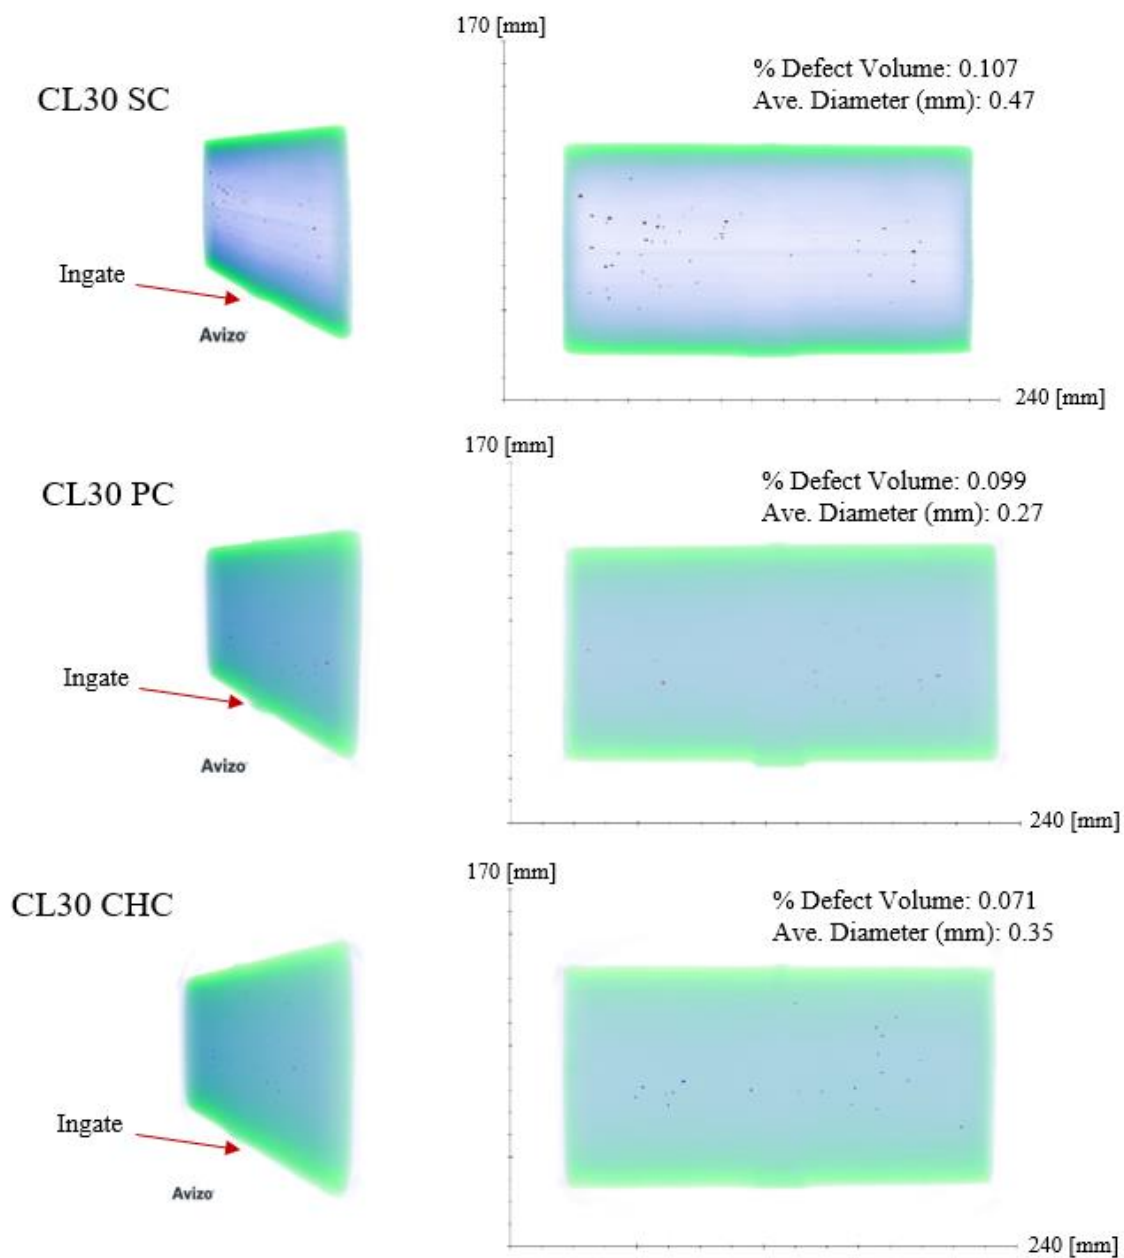 170 [mm]
CL30 SC
% Defect Volume: 0.107
Ave. Diameter (mm): 0.47
Ingate
Avizo
240 [mm]
170 [mm]
CL30 PC
% Defect Volume: 0.099
Ave. Diameter (mm): 0.27
Ingate
Avizo
240 [mm]
170 [mm]
CL30 CHC
% Defect Volume: 0.071
Ave. Diameter (mm): 0.35
Ingate
Avizo
240 [mm]